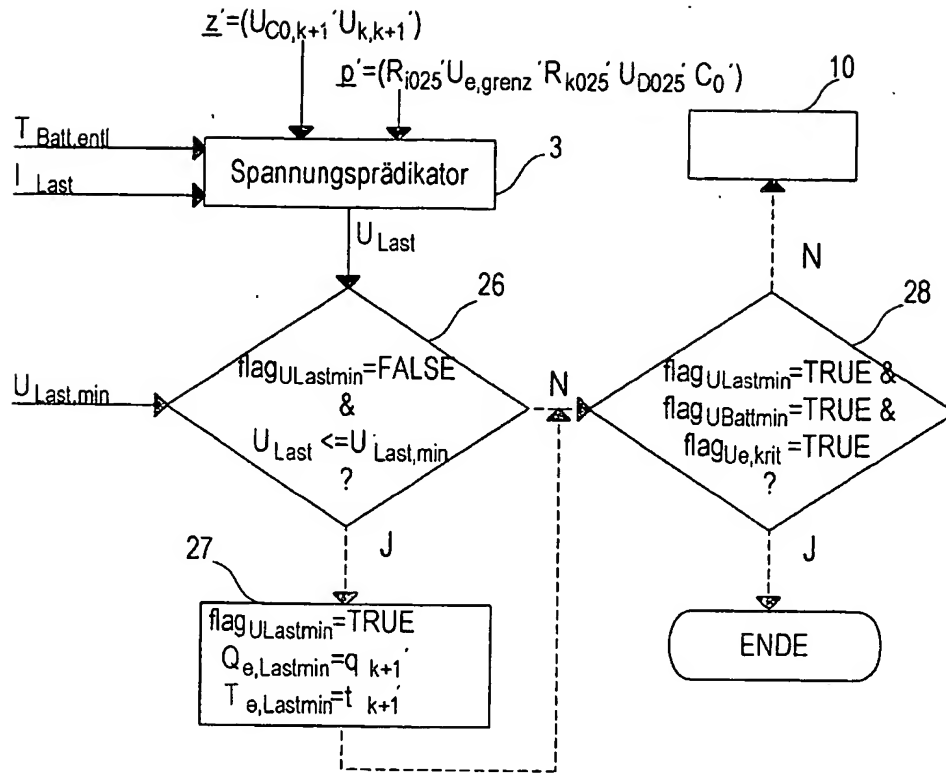 z'=(U_C0,k+1' U_k,k+1')
p'=(R_i025' U_e,grenz' R_k025' U_D025' C_0')
10
T_Batt,entl
I_Last
Spannungsprädikator
3
U_Last
N
26
28
flag_ULastmin=FALSE
&
U_Last <=U_Last,min
?
U_Last,min
N
flag_ULastmin=TRUE &
flag_UBattmin=TRUE &
flag_Ue,krit=TRUE
?
J
J
27
flag_ULastmin=TRUE
Q_e,Lastmin=q_k+1'
T_e,Lastmin=t_k+1'
ENDE